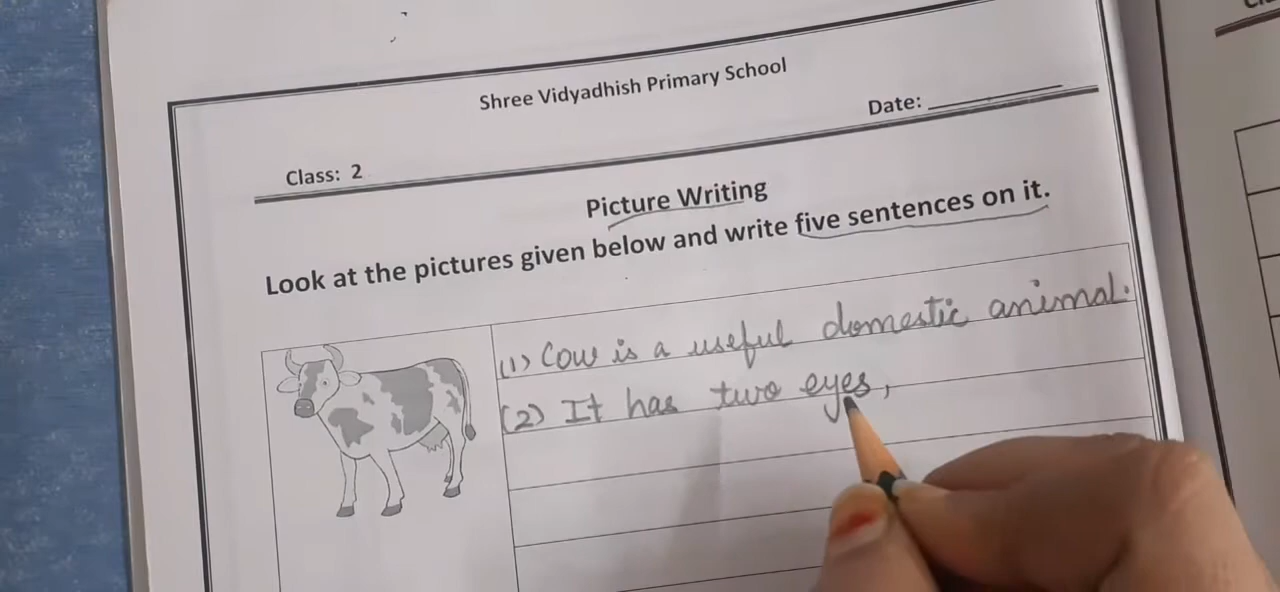 Shree Vidyadhish Primary School
Date:
Class: 2
Picture Writing
Look at the pictures given below and write five sentences on it.
(1) Cow is a useful domestic animal.
(2) It has two eyes,